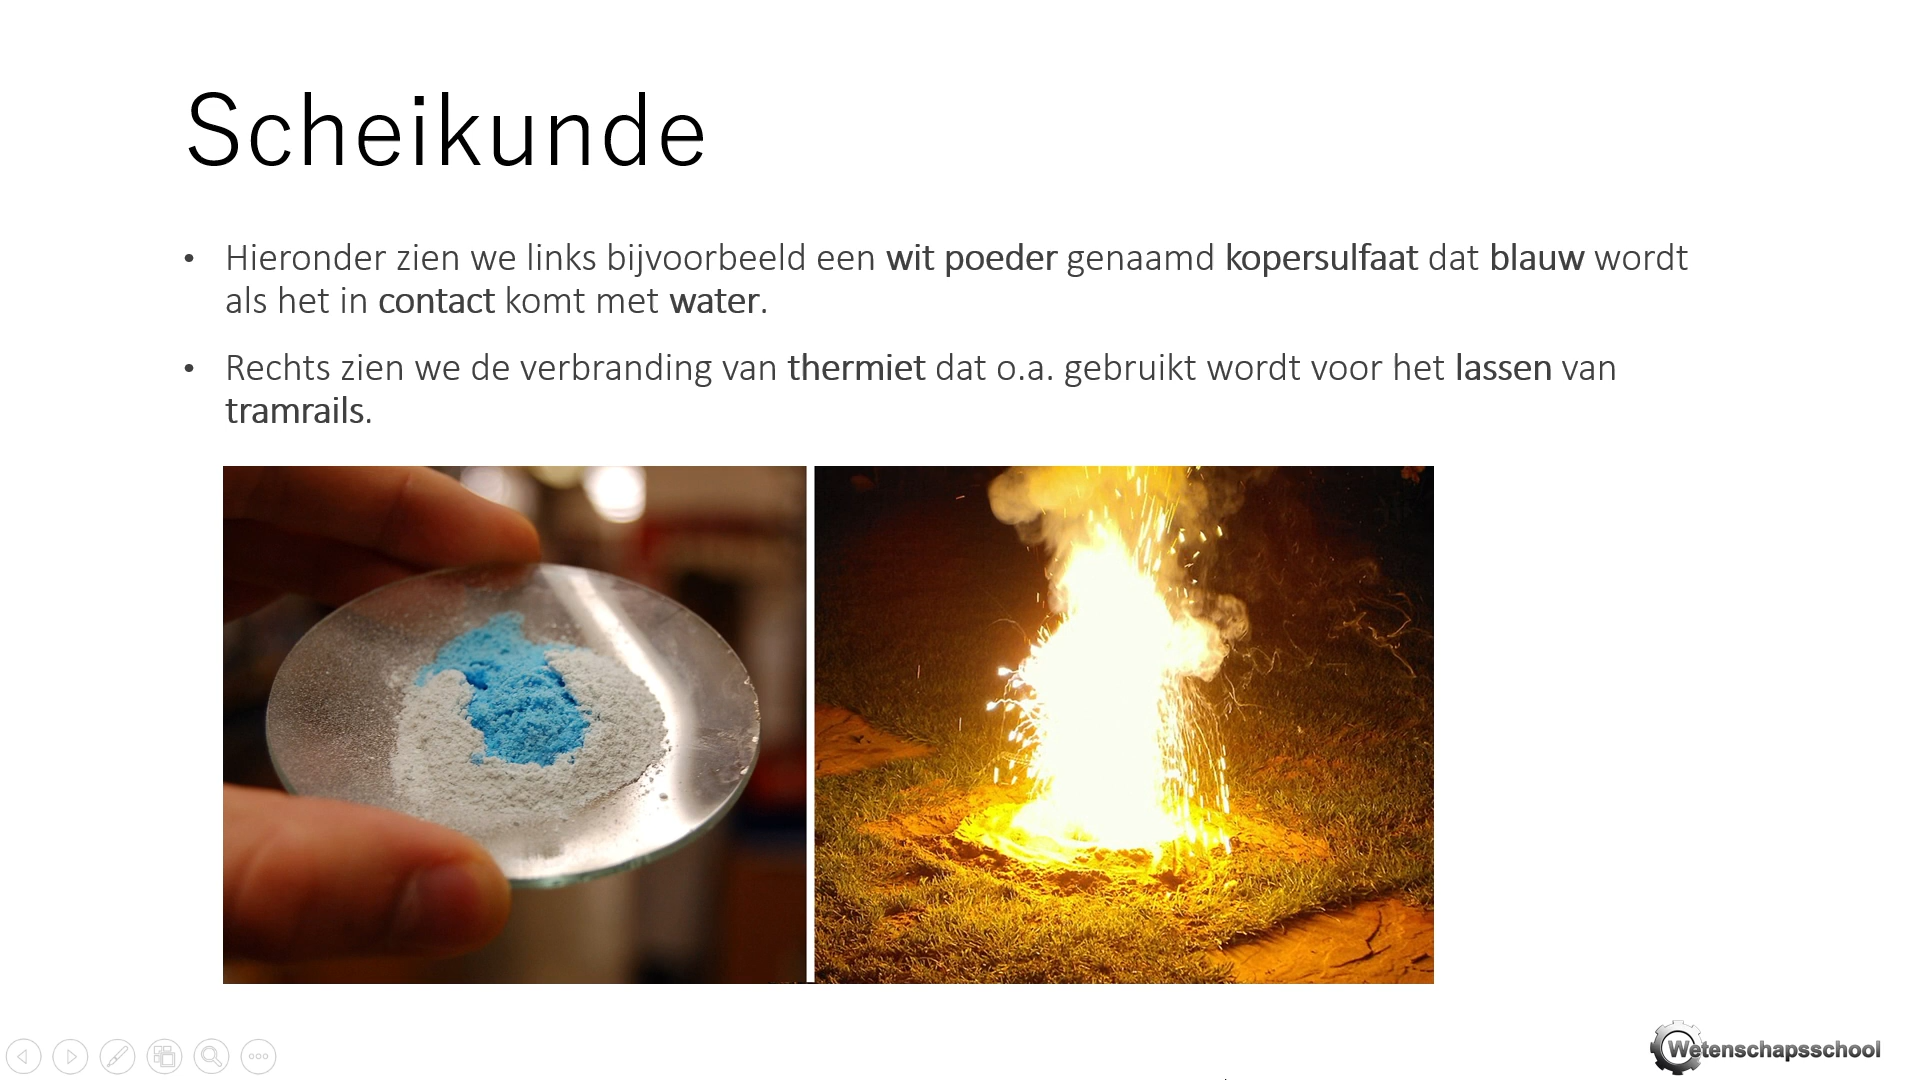 Scheikunde
• Hieronder zien we links bijvoorbeeld een wit poeder genaamd kopersulfaat dat blauw wordt
als het in contact komt met water.
• Rechts zien we de verbranding van thermiet dat o.a. gebruikt wordt voor het lassen van
tramrails.
Wetenschapsschool